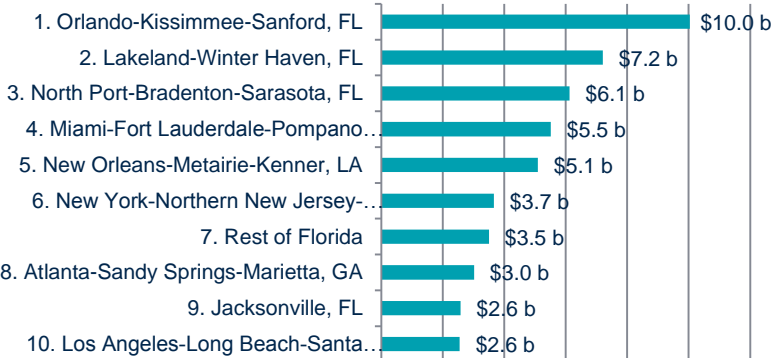 1. Orlando-Kissimmee-Sanford, FL $10.0 b
2. Lakeland-Winter Haven, FL $7.2 b
3. North Port-Bradenton-Sarasota, FL $6.1 b
4. Miami-Fort Lauderdale-Pompano… $5.5 b
5. New Orleans-Metairie-Kenner, LA $5.1 b
6. New York-Northern New Jersey-… $3.7 b
7. Rest of Florida $3.5 b
8. Atlanta-Sandy Springs-Marietta, GA $3.0 b
9. Jacksonville, FL $2.6 b
10. Los Angeles-Long Beach-Santa… $2.6 b